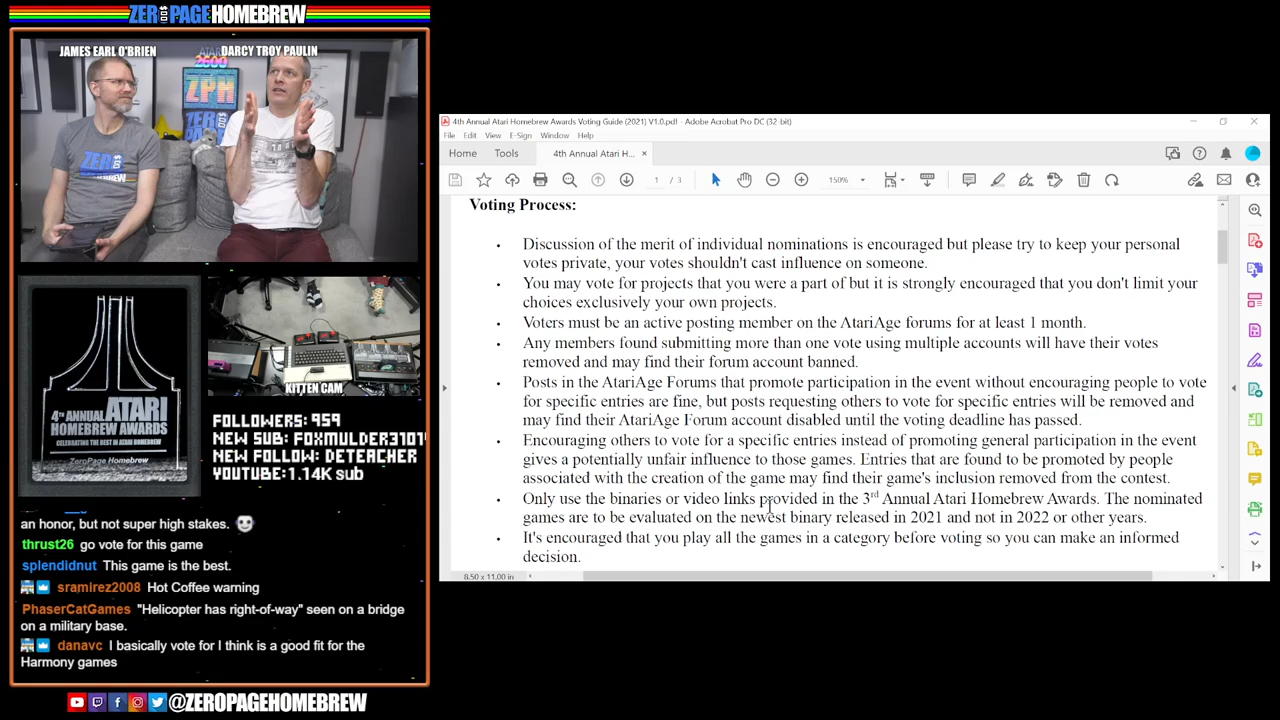 ZEROPAGE HOMEBREW
JAMES EARL O'BRIEN
DARCY TROY PAULIN
ATARI
2600
ZPH
ZERO
4TH ANNUAL ATARI
HOMEBREW AWARDS
CELEBRATING THE BEST IN ATARI HOMEBREW
ZeroPage Homebrew
KITTEN CAM
FOLLOWERS: 959
NEW SUB: FOXMULDER3101
NEW FOLLOW: DETEACHER
YOUTUBE:1.14K sub
an honor, but not super high stakes.
thrust26 go vote for this game
splendidnut This game is the best.
sramirez2008 Hot Coffee warning
PhaserCatGames "Helicopter has right-of-way" seen on a bridge
on a military base.
danavc I basically vote for I think is a good fit for the
Harmony games
@ZEROPAGEHOMEBREW
4th Annual Atari Homebrew Awards Voting Guide (2021) V1.0.pdf - Adobe Acrobat Pro DC (32 bit)
File Edit View E-Sign Window Help
Home Tools 4th Annual Atari H... ×
1 / 3 150%
Voting Process:
• Discussion of the merit of individual nominations is encouraged but please try to keep your personal
votes private, your votes shouldn't cast influence on someone.
• You may vote for projects that you were a part of but it is strongly encouraged that you don't limit your
choices exclusively your own projects.
• Voters must be an active posting member on the AtariAge forums for at least 1 month.
• Any members found submitting more than one vote using multiple accounts will have their votes
removed and may find their forum account banned.
• Posts in the AtariAge Forums that promote participation in the event without encouraging people to vote
for specific entries are fine, but posts requesting others to vote for specific entries will be removed and
may find their AtariAge Forum account disabled until the voting deadline has passed.
• Encouraging others to vote for a specific entries instead of promoting general participation in the event
gives a potentially unfair influence to those games. Entries that are found to be promoted by people
associated with the creation of the game may find their game's inclusion removed from the contest.
• Only use the binaries or video links provided in the 3rd Annual Atari Homebrew Awards. The nominated
games are to be evaluated on the newest binary released in 2021 and not in 2022 or other years.
• It's encouraged that you play all the games in a category before voting so you can make an informed
decision.
8.50 x 11.00 in